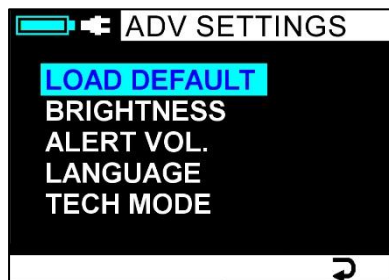 ADV SETTINGS
LOAD DEFAULT
BRIGHTNESS
ALERT VOL.
LANGUAGE
TECH MODE